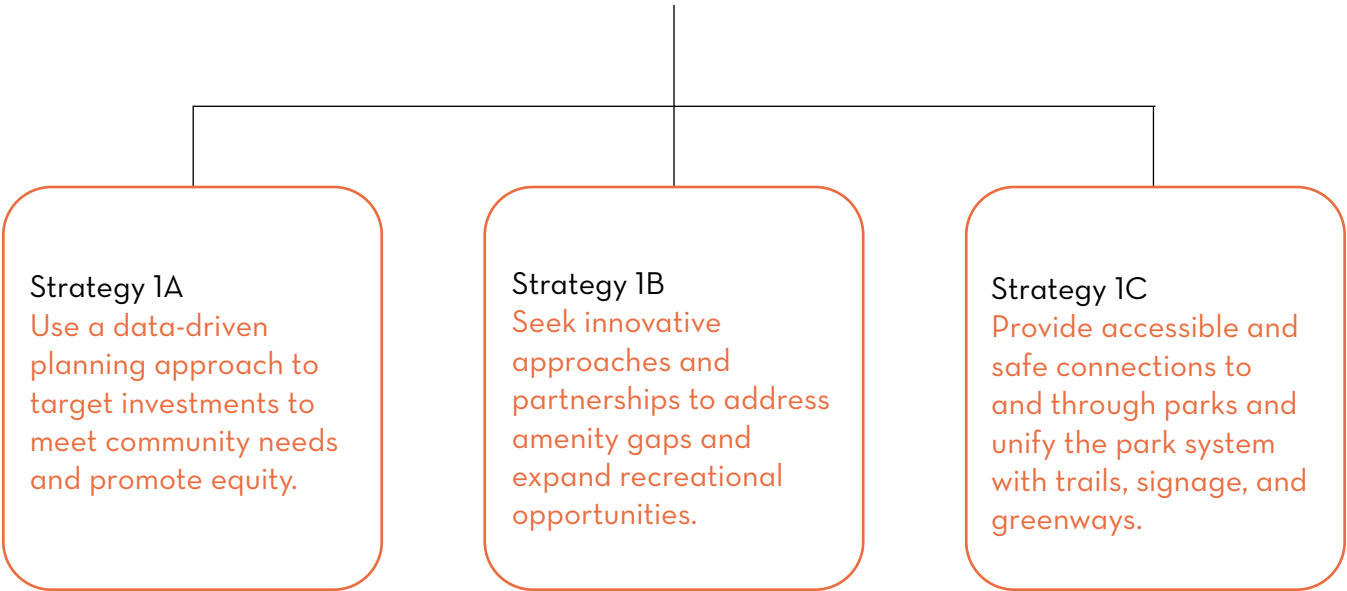 Strategy 1A
Use a data-driven
planning approach to
target investments to
meet community needs
and promote equity.
Strategy 1B
Seek innovative
approaches and
partnerships to address
amenity gaps and
expand recreational
opportunities.
Strategy 1C
Provide accessible and
safe connections to
and through parks and
unify the park system
with trails, signage, and
greenways.